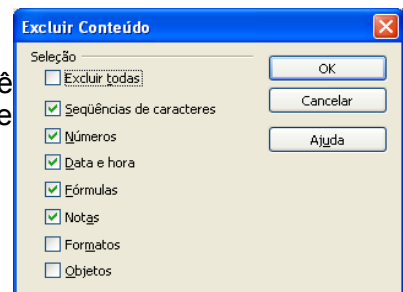 Excluir Conteúdo
Seleção
Excluir todas
OK
ê
Seqüências de caracteres
Cancelar
e
Números
Ajuda
Data e hora
Fórmulas
Notas
Formatos
Objetos